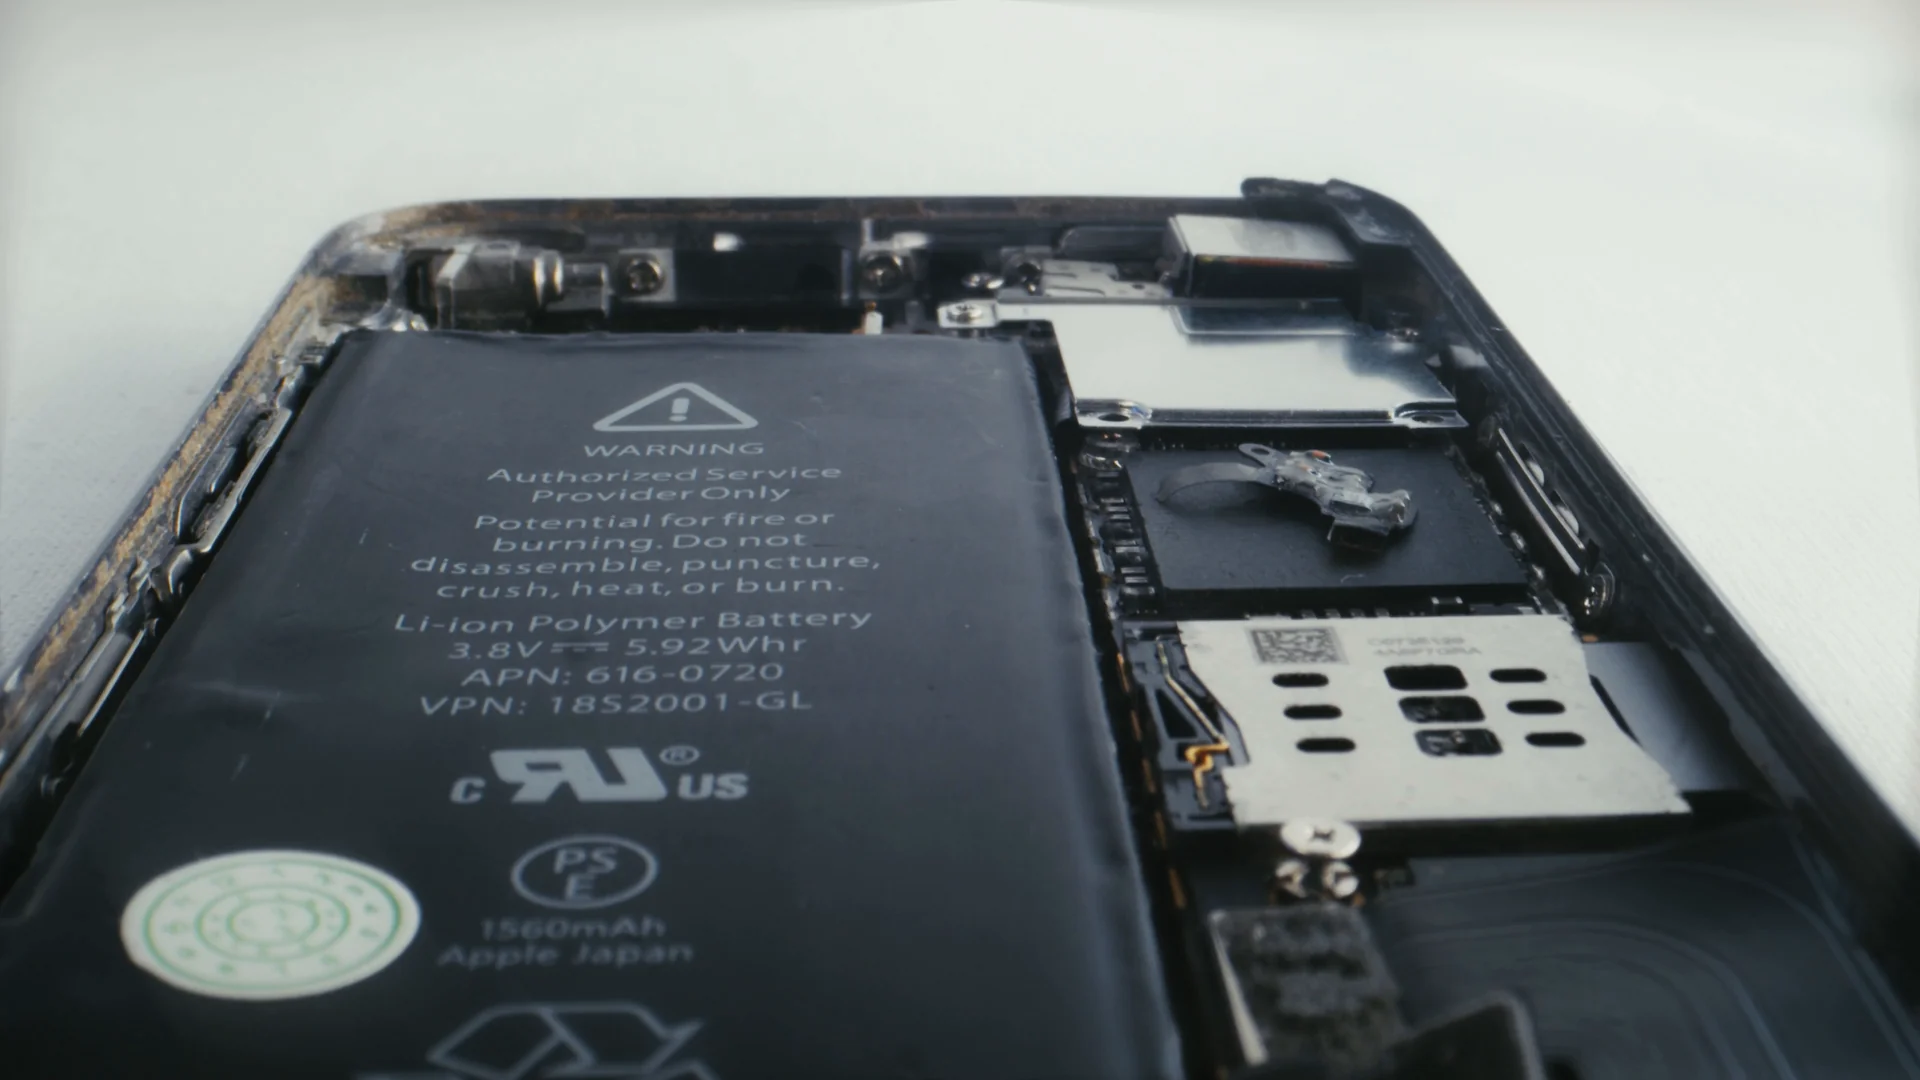 WARNING
Authorized Service
Provider Only
Potential for fire or
burning. Do not
disassemble, puncture,
crush, heat, or burn.
Li-ion Polymer Battery
3.8V ⎓ 5.92Whr
APN: 616-0720
VPN: 18S2001-GL
c RU ® US
PS
E
1560mAh
Apple Japan